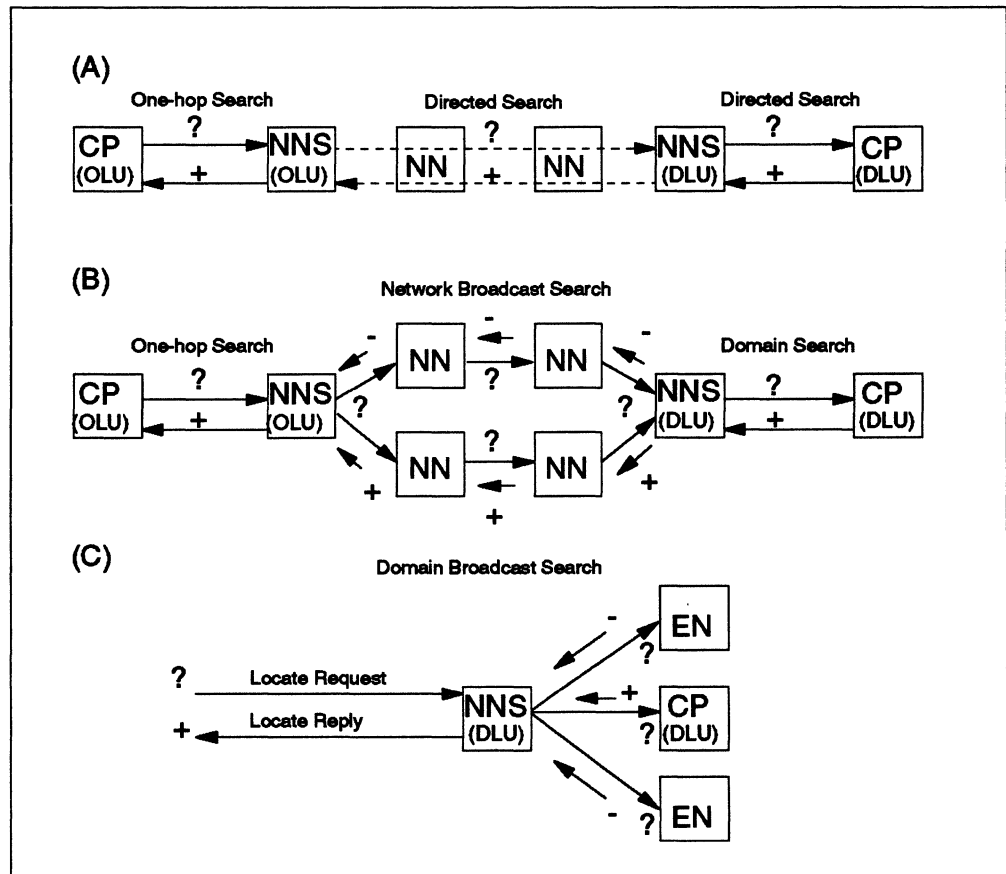 (A)
One-hop Search Directed Search Directed Search
? ? ?
CP NNS NN NN NNS CP
(OLU) (OLU) (DLU) (DLU)
+ + +
(B)
Network Broadcast Search
One-hop Search Domain Search
- - -
NN NN
? ? ?
CP NNS NNS CP
(OLU) (OLU) (DLU) (DLU)
+ ? ? +
?
NN NN
+ + +
(C)
Domain Broadcast Search
EN
-
?
? Locate Request
+ Locate Reply
NNS
(DLU)
+
CP
? (DLU)
-
? EN